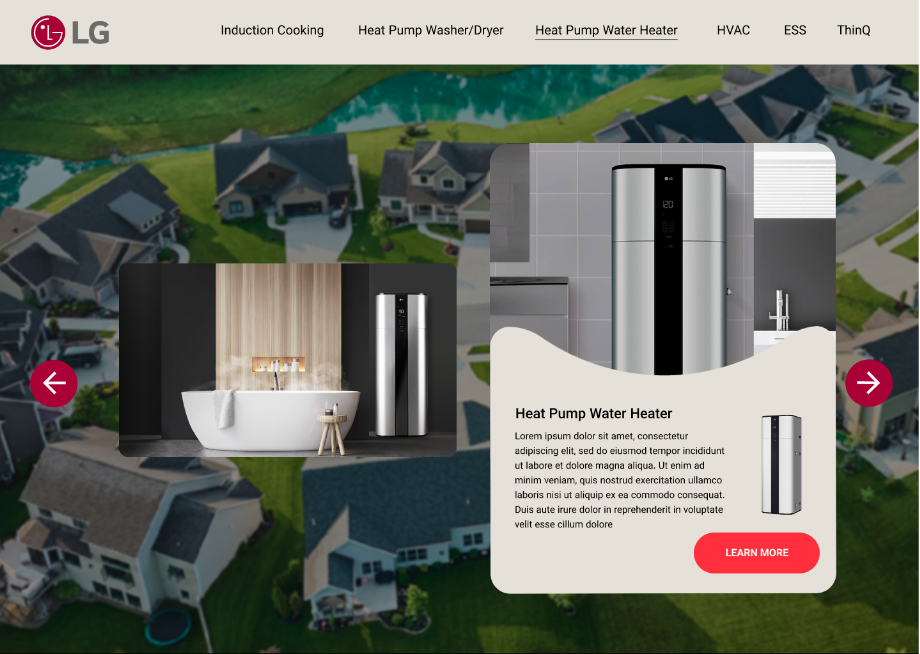 LG
Induction Cooking
Heat Pump Washer/Dryer
Heat Pump Water Heater
HVAC
ESS
ThinQ
LG
120
Heat Pump Water Heater
Lorem ipsum dolor sit amet, consectetur
adipiscing elit, sed do eiusmod tempor incididunt
ut labore et dolore magna aliqua. Ut enim ad
minim veniam, quis nostrud exercitation ullamco
laboris nisi ut aliquip ex ea commodo consequat.
Duis aute irure dolor in reprehenderit in voluptate
velit esse cillum dolore
LEARN MORE